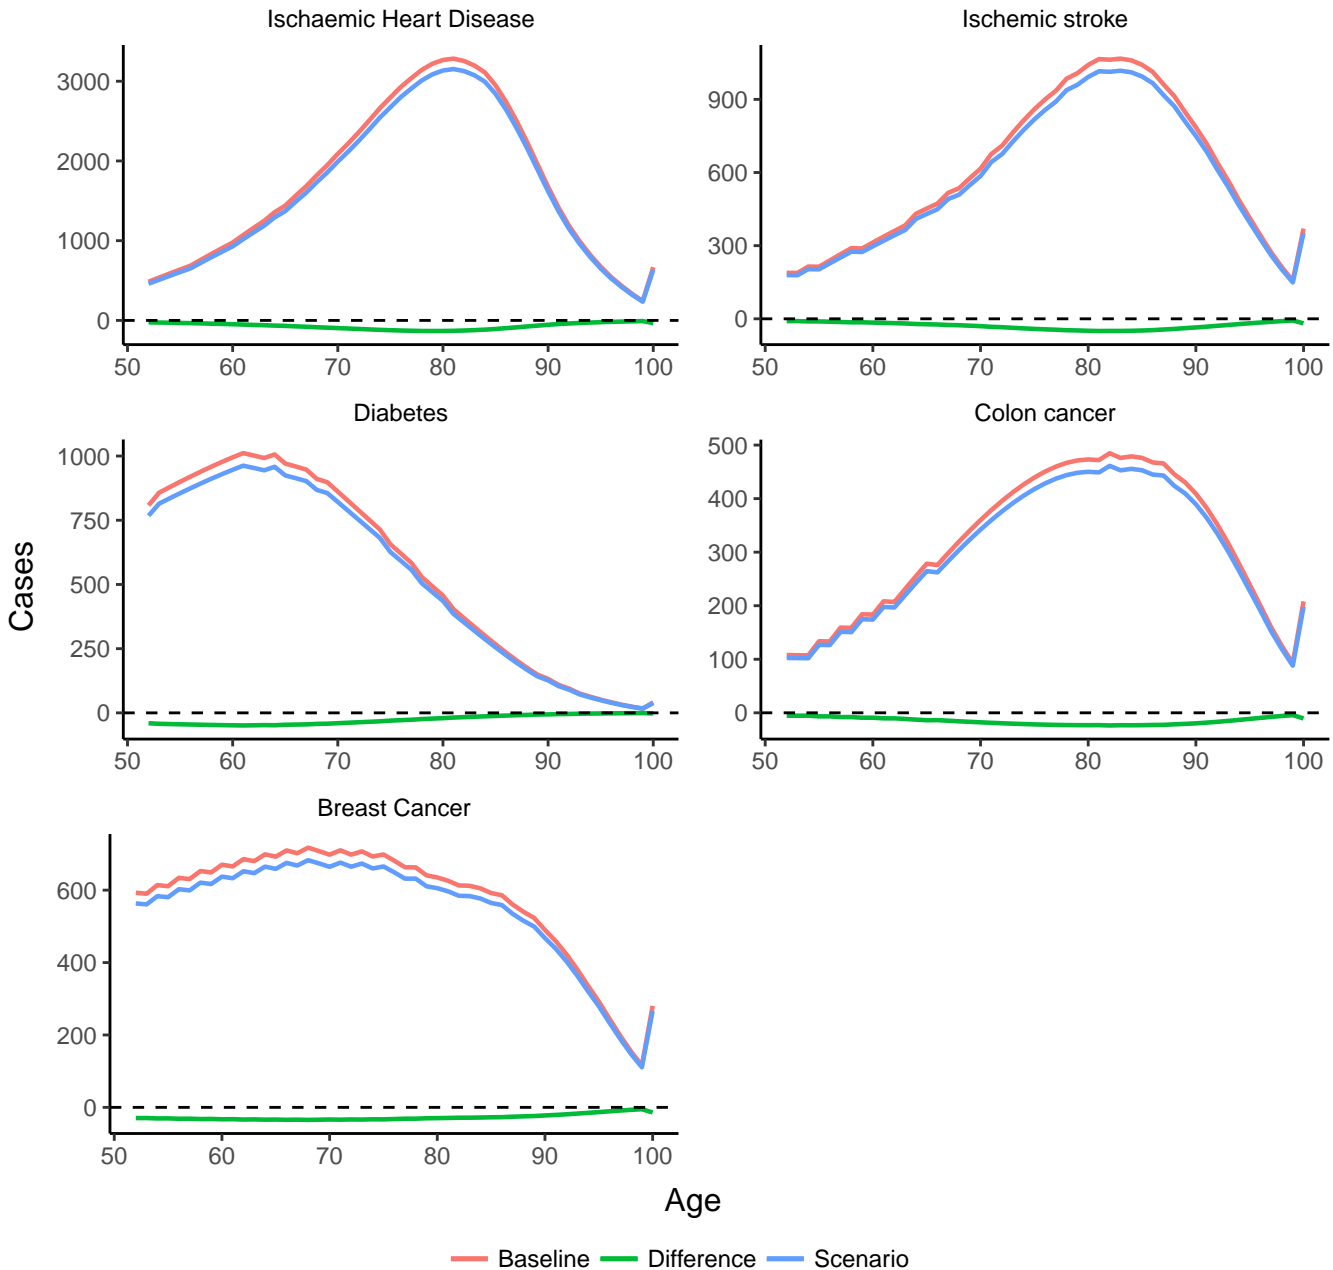 Ischaemic Heart Disease
3000
2000
1000
0
50 60 70 80 90 100
Ischemic stroke
900
600
300
0
50 60 70 80 90 100
Diabetes
1000
750
500
250
0
50 60 70 80 90 100
Colon cancer
500
400
300
200
100
0
50 60 70 80 90 100
Breast Cancer
600
400
200
0
50 60 70 80 90 100
Cases
Age
Baseline Difference Scenario